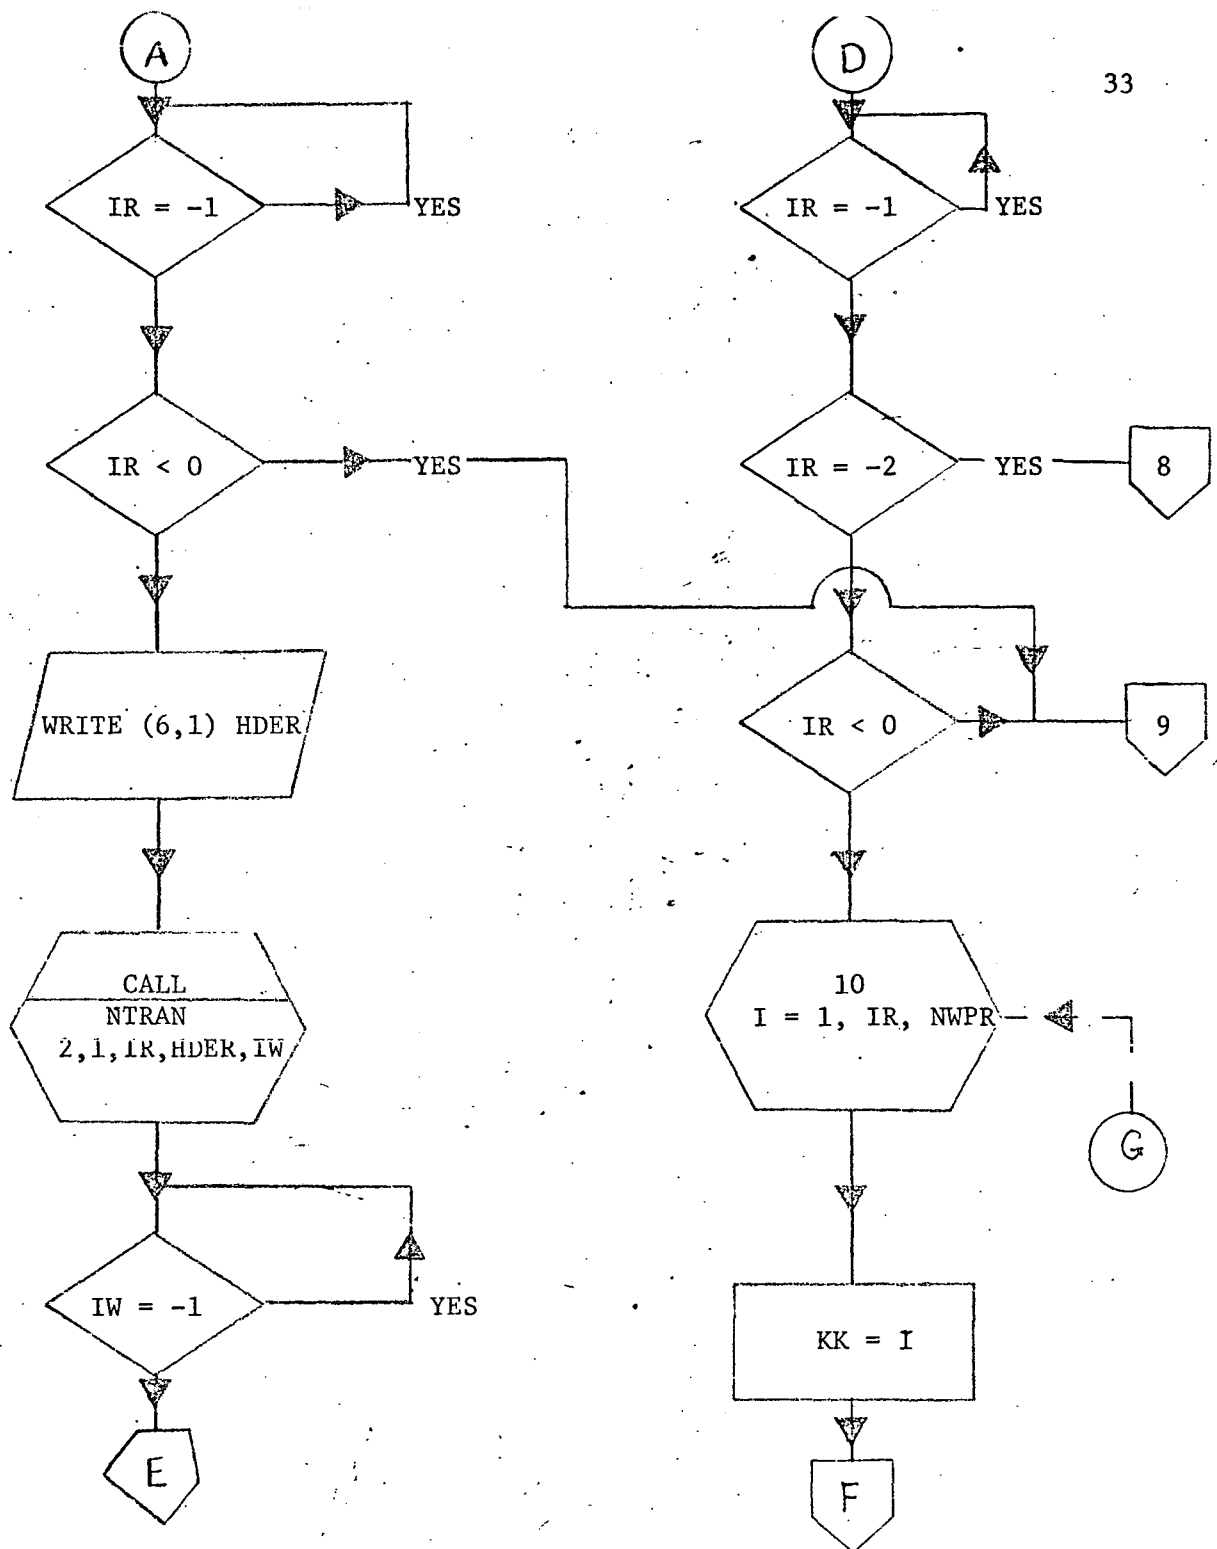 33
A
IR = -1
YES
IR < 0
YES
WRITE (6,1) HDER
CALL
NTRAN
2,1,IR,HDER,IW
IW = -1
YES
E
D
IR = -1
YES
IR = -2
YES
8
IR < 0
9
10
I = 1, IR, NWPR
G
KK = I
F